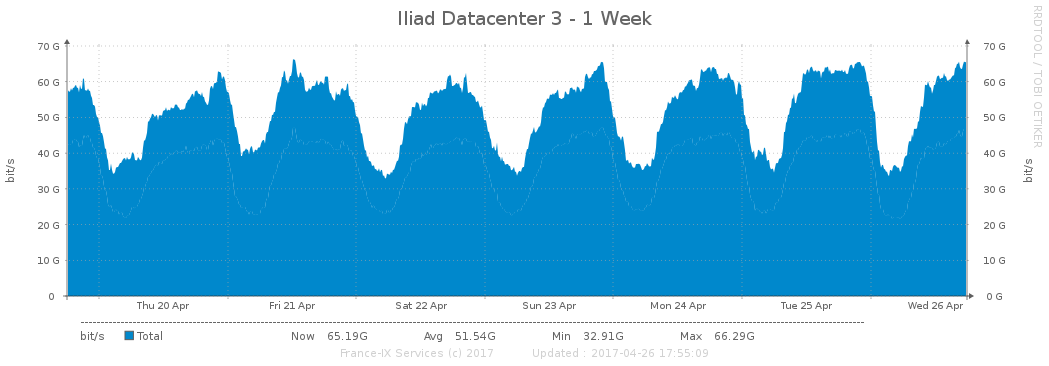 Iliad Datacenter 3 - 1 Week
RRDTOOL / TOBI OETIKER
70 G 70 G
60 G 60 G
50 G 50 G
40 G 40 G
30 G 30 G
20 G 20 G
10 G 10 G
0 0 G
bit/s bit/s
Thu 20 Apr Fri 21 Apr Sat 22 Apr Sun 23 Apr Mon 24 Apr Tue 25 Apr Wed 26 Apr
bit/s Total Now 65.19G Avg 51.54G Min 32.91G Max 66.29G
France-IX Services (c) 2017 Updated : 2017-04-26 17:55:09